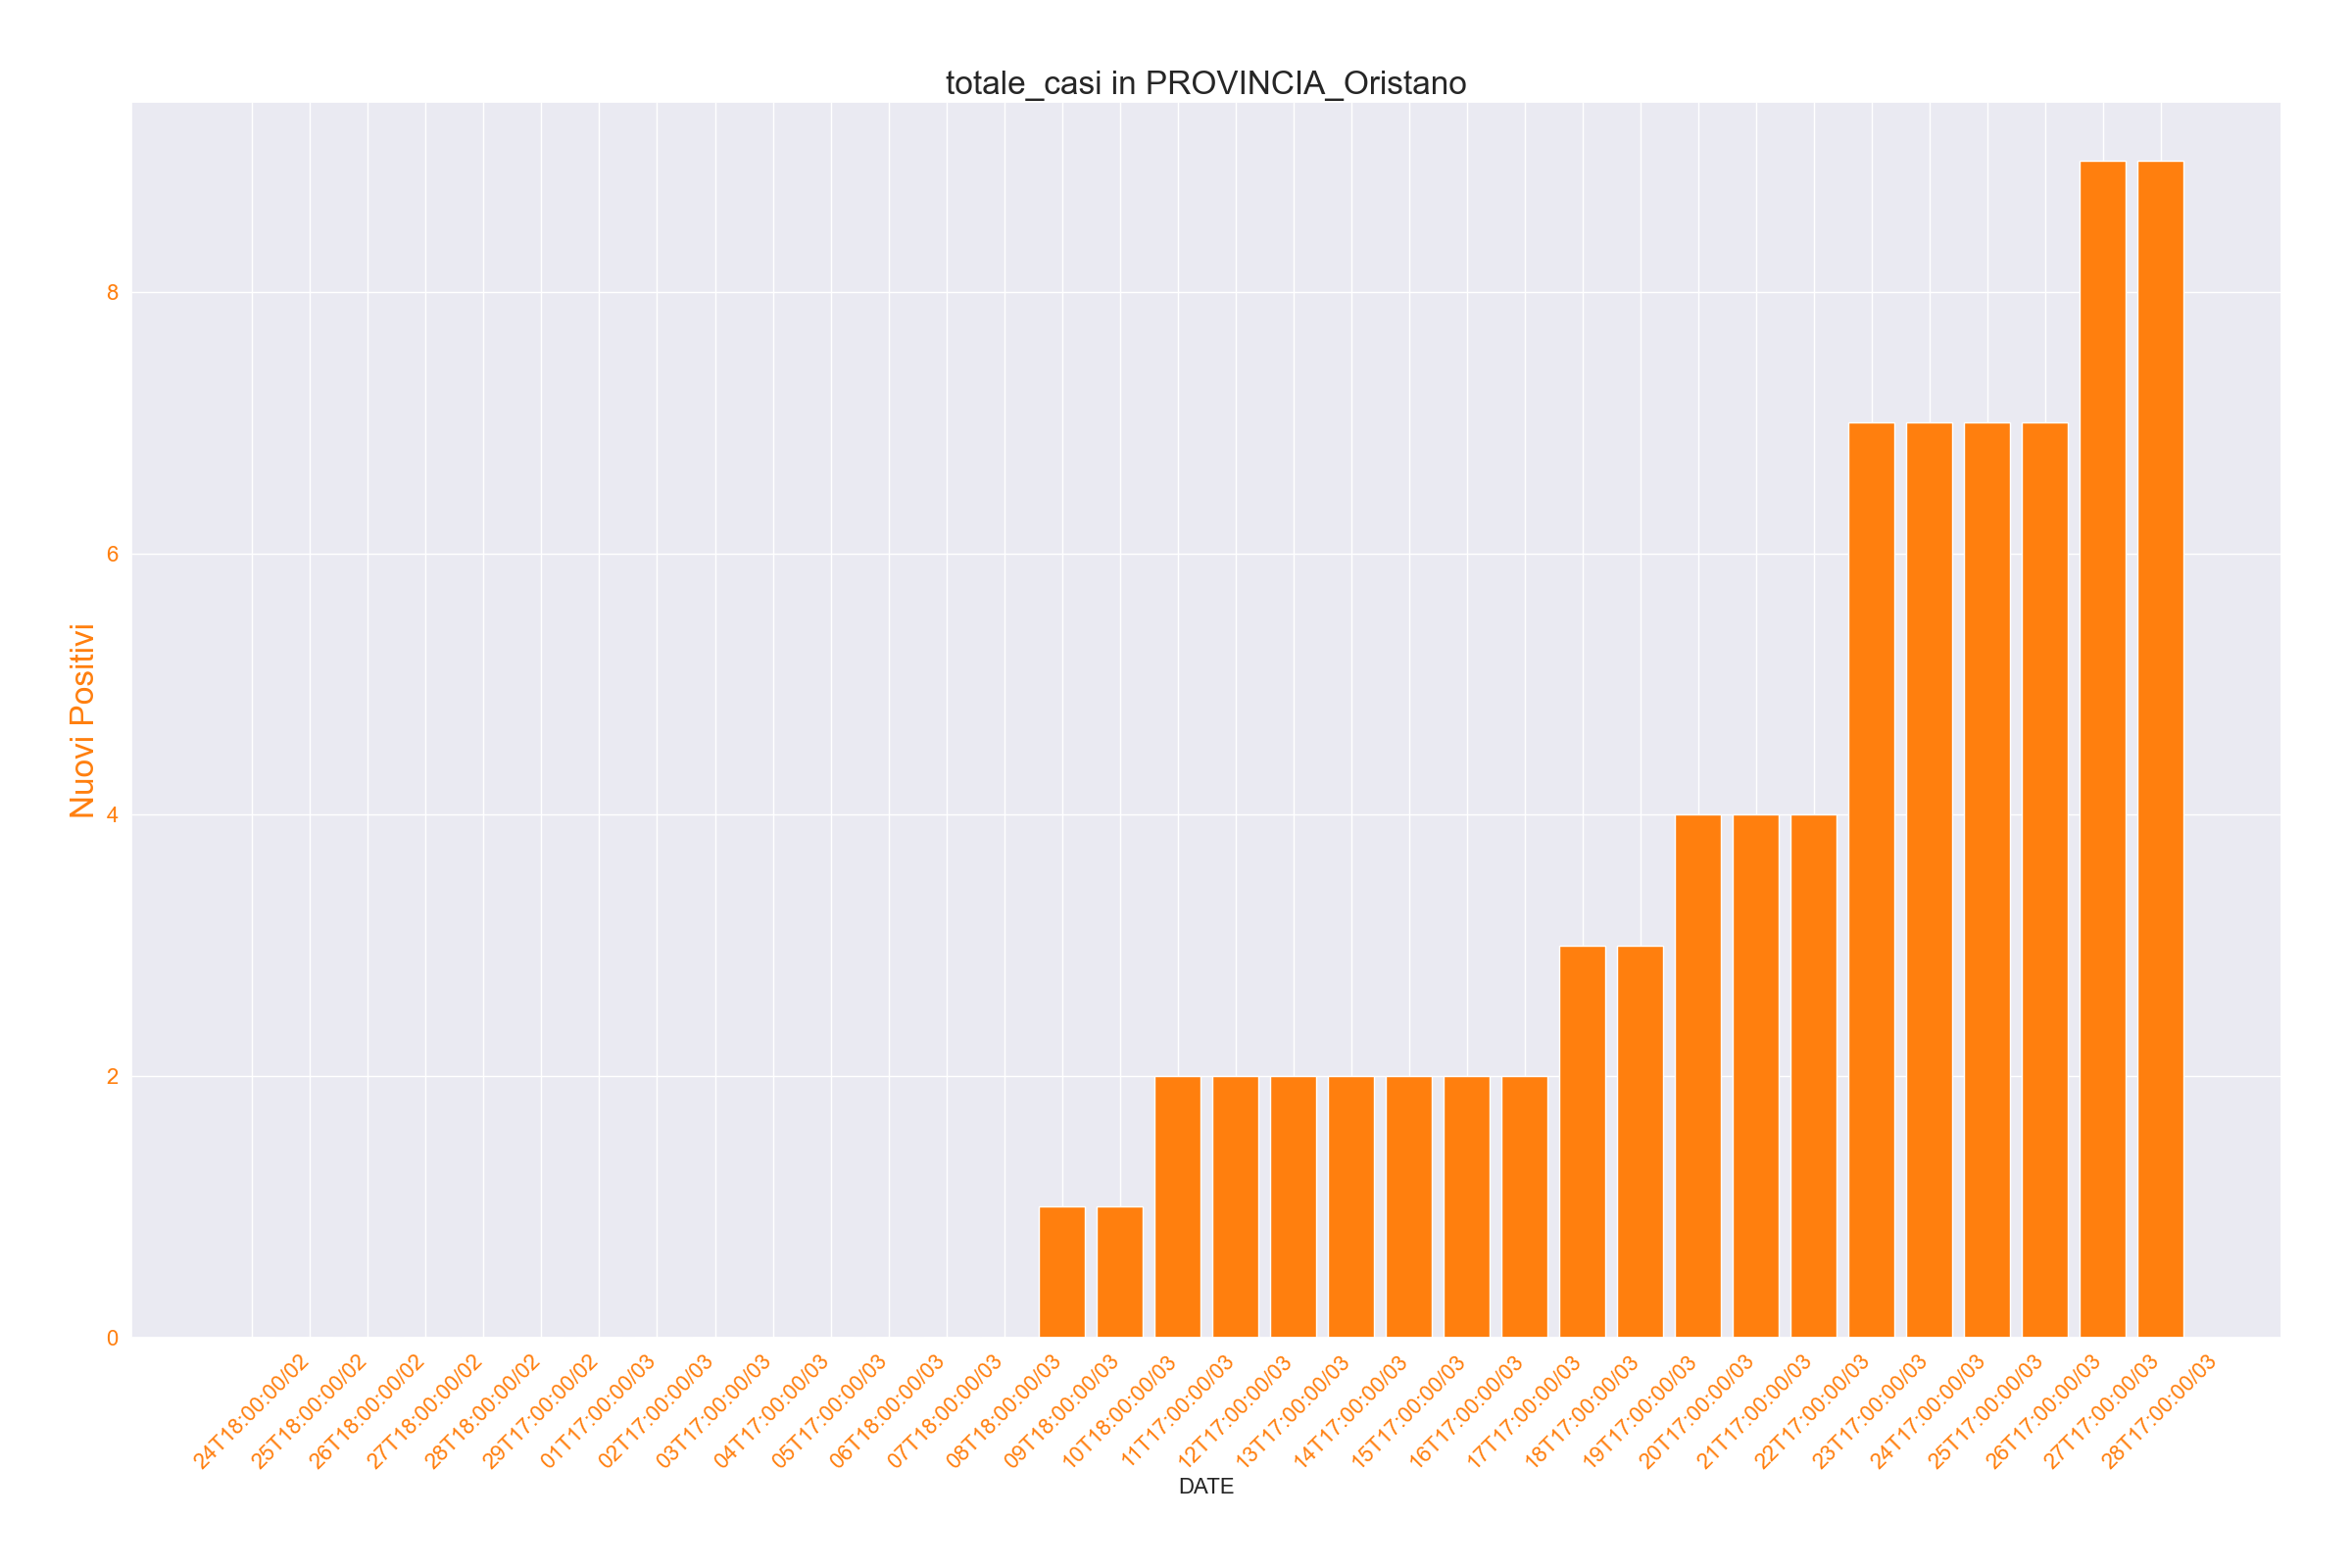 totale_casi in PROVINCIA_Oristano
Nuovi Positivi
8
6
4
2
0
24T18:00:00/02
25T18:00:00/02
26T18:00:00/02
27T18:00:00/02
28T18:00:00/02
29T17:00:00/02
01T17:00:00/03
02T17:00:00/03
03T17:00:00/03
04T17:00:00/03
05T17:00:00/03
06T18:00:00/03
07T18:00:00/03
08T18:00:00/03
09T18:00:00/03
10T18:00:00/03
11T17:00:00/03
12T17:00:00/03
13T17:00:00/03
14T17:00:00/03
15T17:00:00/03
16T17:00:00/03
17T17:00:00/03
18T17:00:00/03
19T17:00:00/03
20T17:00:00/03
21T17:00:00/03
22T17:00:00/03
23T17:00:00/03
24T17:00:00/03
25T17:00:00/03
26T17:00:00/03
27T17:00:00/03
28T17:00:00/03
DATE